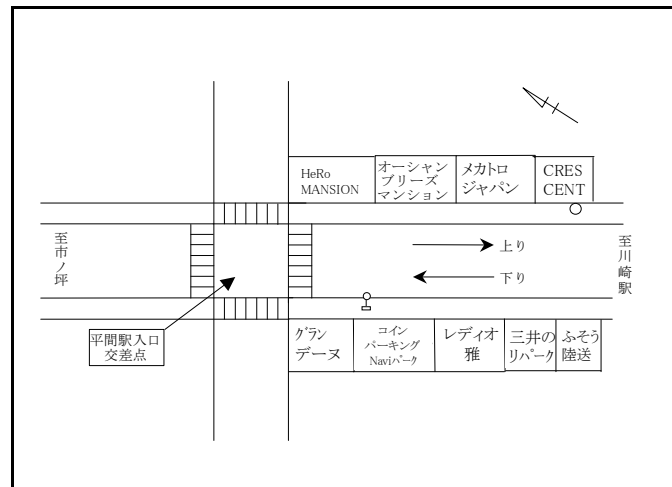 HeRo
MANSION
オーシャン
ブリーズ
マンション
メカトロ
ジャパン
CRES
CENT
至市ノ坪
上り
下り
至川崎駅
平間駅入口
交差点
グラン
デーヌ
コイン
パーキング
Naviパーク
レディオ
雅
三井の
リパーク
ふそう
陸送